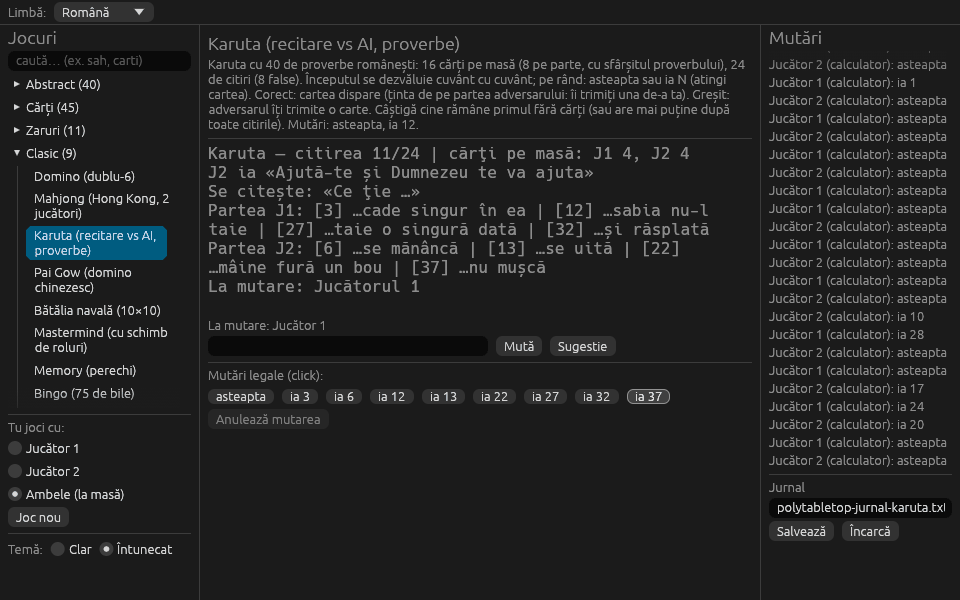 Limbă: Română
Jocuri
caută... (ex. sah, carti)
Abstract (40)
Cărți (45)
Zaruri (11)
Clasic (9)
Domino (dublu-6)
Mahjong (Hong Kong, 2
jucători)
Karuta (recitare vs AI,
proverbe)
Pai Gow (domino
chinezesc)
Bătălia navală (10×10)
Mastermind (cu schimb
de roluri)
Memory (perechi)
Bingo (75 de bile)
Tu joci cu:
Jucător 1
Jucător 2
Ambele (la masă)
Joc nou
Temă: Clar Întunecat
Karuta (recitare vs AI, proverbe)
Karuta cu 40 de proverbe românești: 16 cărți pe masă (8 pe parte, cu sfârșitul proverbului), 24
de citiri (8 false). Începutul se dezvăluie cuvânt cu cuvânt; pe rând: asteapta sau ia N (atingi
cartea). Corect: cartea dispare (ținta de pe partea adversarului: îi trimiți una de-a ta). Greșit:
adversarul îți trimite o carte. Câștigă cine rămâne primul fără cărți (sau are mai puține după
toate citirile). Mutări: asteapta, ia 12.
Karuta — citirea 11/24 | cărţi pe masă: J1 4, J2 4
J2 ia «Ajută-te și Dumnezeu te va ajuta»
Se citește: «Ce ţie …»
Partea J1: [3] …cade singur în ea | [12] …sabia nu-l
taie | [27] …taie o singură dată | [32] …și răsplată
Partea J2: [6] …se mănâncă | [13] …se uită | [22]
…mâine fură un bou | [37] …nu mușcă
La mutare: Jucătorul 1
La mutare: Jucător 1
Mută Sugestie
Mutări legale (click):
asteapta ia 3 ia 6 ia 12 ia 13 ia 22 ia 27 ia 32 ia 37
Anulează mutarea
Mutări
Jucător 2 (calculator): asteapta
Jucător 1 (calculator): ia 1
Jucător 2 (calculator): asteapta
Jucător 1 (calculator): asteapta
Jucător 2 (calculator): asteapta
Jucător 1 (calculator): asteapta
Jucător 2 (calculator): asteapta
Jucător 1 (calculator): asteapta
Jucător 2 (calculator): asteapta
Jucător 1 (calculator): asteapta
Jucător 2 (calculator): asteapta
Jucător 1 (calculator): asteapta
Jucător 2 (calculator): asteapta
Jucător 1 (calculator): asteapta
Jucător 2 (calculator): ia 10
Jucător 1 (calculator): ia 28
Jucător 2 (calculator): asteapta
Jucător 1 (calculator): asteapta
Jucător 2 (calculator): ia 17
Jucător 1 (calculator): ia 24
Jucător 2 (calculator): ia 20
Jucător 1 (calculator): asteapta
Jucător 2 (calculator): asteapta
Jurnal
polytabletop-jurnal-karuta.txt
Salvează Încarcă